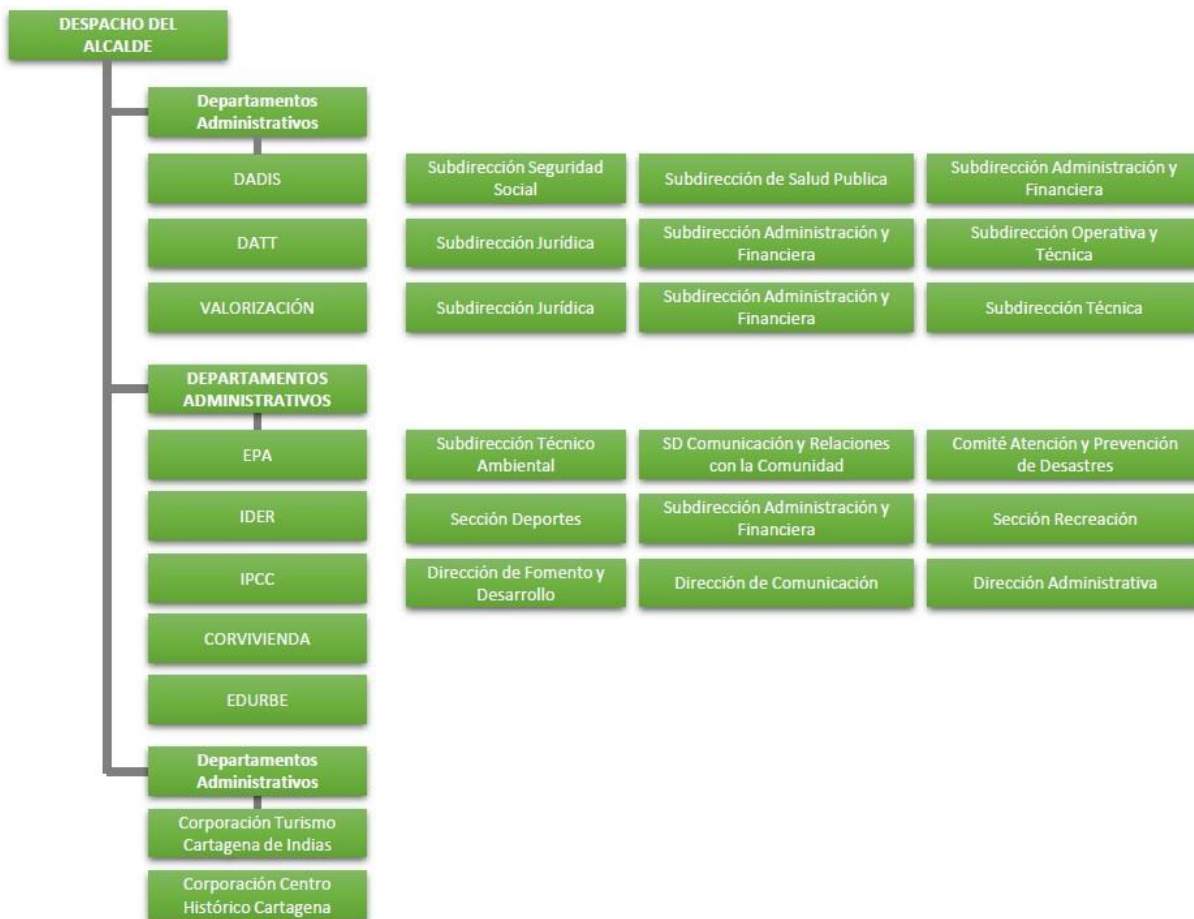 DESPACHO DEL
ALCALDE
Departamentos
Administrativos
DADIS
Subdirección Seguridad
Social
Subdirección de Salud Publica
Subdirección Administración y
Financiera
DATT
Subdirección Jurídica
Subdirección Administración y
Financiera
Subdirección Operativa y
Técnica
VALORIZACIÓN
Subdirección Jurídica
Subdirección Administración y
Financiera
Subdirección Técnica
DEPARTAMENTOS
ADMINISTRATIVOS
EPA
Subdirección Técnico
Ambiental
SD Comunicación y Relaciones
con la Comunidad
Comité Atención y Prevención
de Desastres
IDER
Sección Deportes
Subdirección Administración y
Financiera
Sección Recreación
IPCC
Dirección de Fomento y
Desarrollo
Dirección de Comunicación
Dirección Administrativa
CORVIVIENDA
EDURBE
Departamentos
Administrativos
Corporación Turismo
Cartagena de Indias
Corporación Centro
Histórico Cartagena